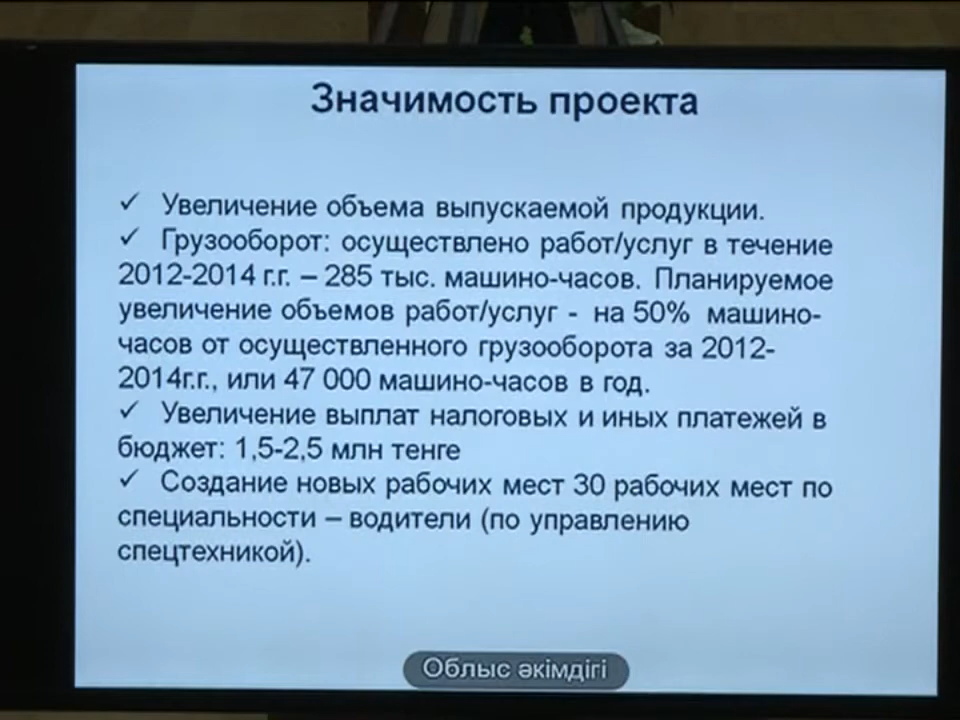 Значимость проекта
✓ Увеличение объема выпускаемой продукции.
✓ Грузооборот: осуществлено работ/услуг в течение
2012-2014 г.г. – 285 тыс. машино-часов. Планируемое
увеличение объемов работ/услуг - на 50% машино-
часов от осуществленного грузооборота за 2012-
2014г.г., или 47 000 машино-часов в год.
✓ Увеличение выплат налоговых и иных платежей в
бюджет: 1,5-2,5 млн тенге
✓ Создание новых рабочих мест 30 рабочих мест по
специальности – водители (по управлению
спецтехникой).
Облыс әкімдігі